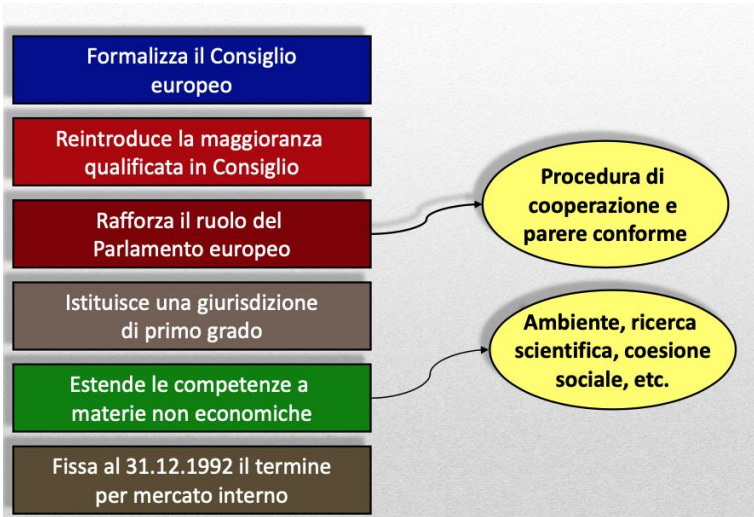 Formalizza il Consiglio
europeo
Reintroduce la maggioranza
qualificata in Consiglio
Rafforza il ruolo del
Parlamento europeo
Procedura di
cooperazione e
parere conforme
Istituisce una giurisdizione
di primo grado
Estende le competenze a
materie non economiche
Ambiente, ricerca
scientifica, coesione
sociale, etc.
Fissa al 31.12.1992 il termine
per mercato interno